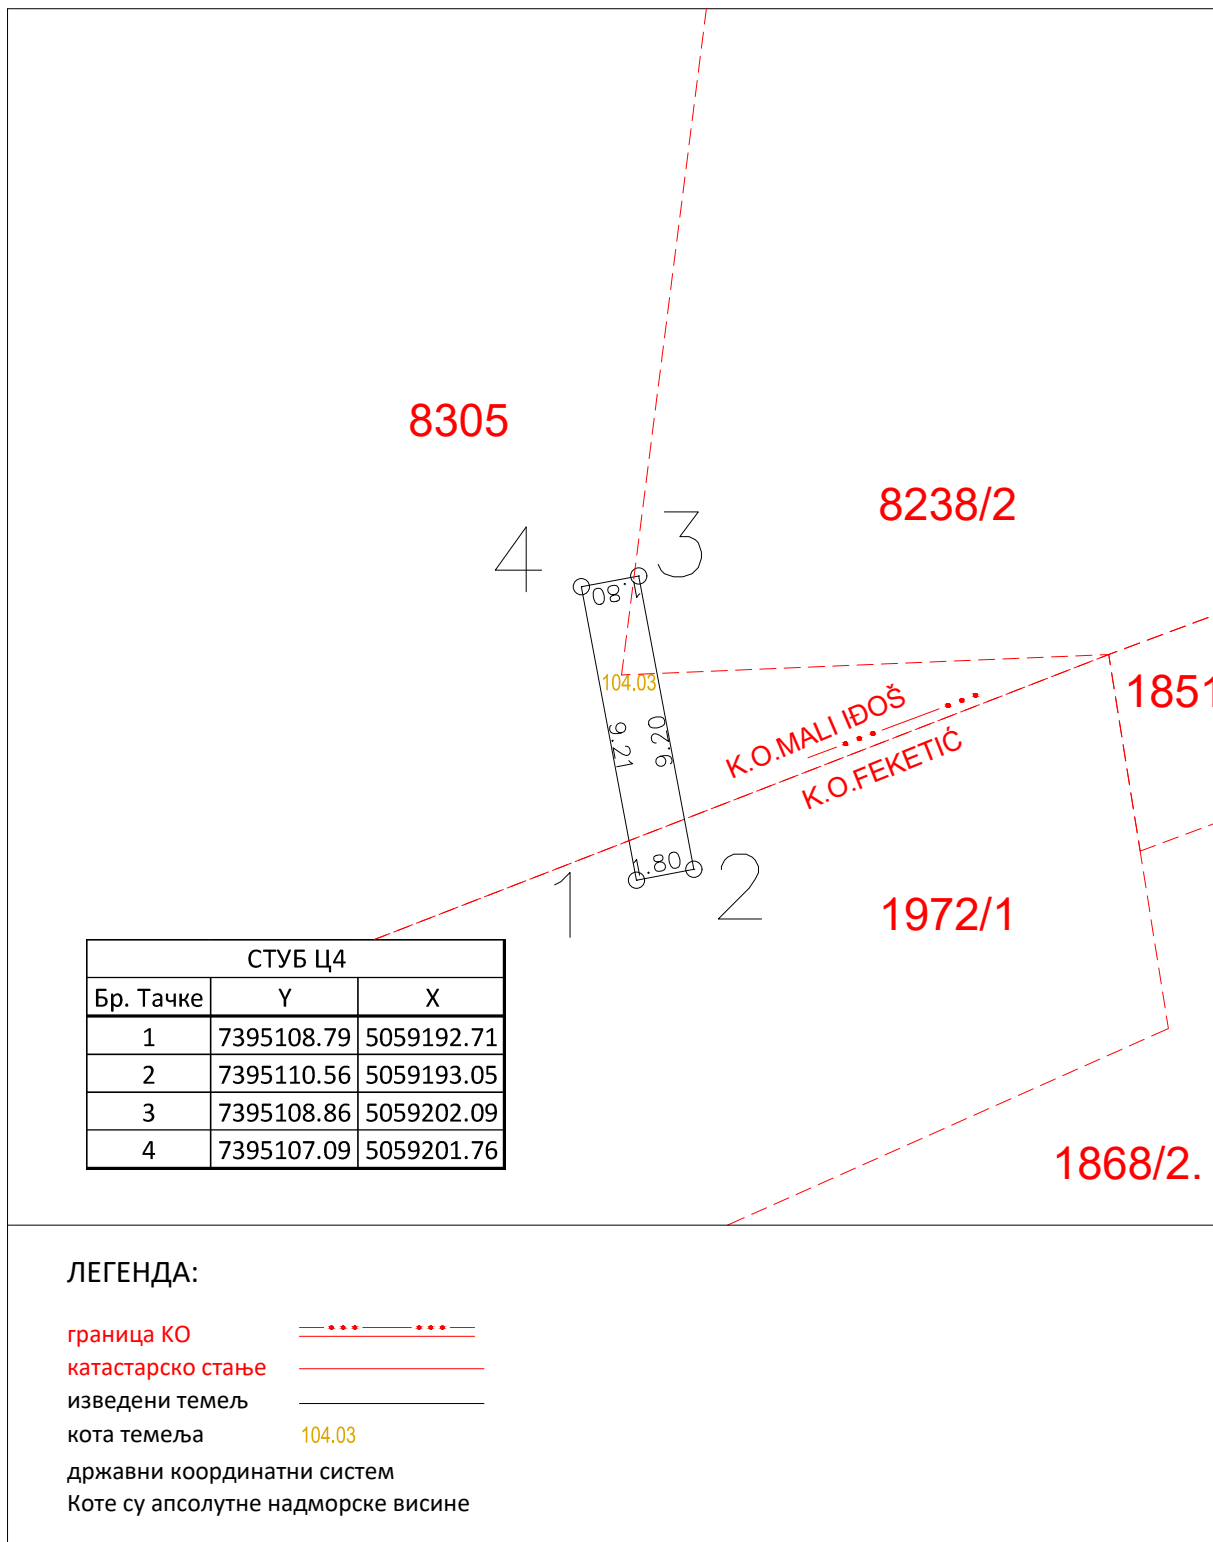 8305
8238/2
4
3
1.80
104.03
1851
K.O.MALI IĐOŠ
K.O.FEKETIĆ
9.21
9.20
1.80
1
2
1972/1
СТУБ Ц4
Бр. Тачке Y X
1 7395108.79 5059192.71
2 7395110.56 5059193.05
3 7395108.86 5059202.09
4 7395107.09 5059201.76
1868/2.
ЛЕГЕНДА:
граница КО
катастарско стање
изведени темељ
кота темеља 104.03
државни координатни систем
Коте су апсолутне надморске висине